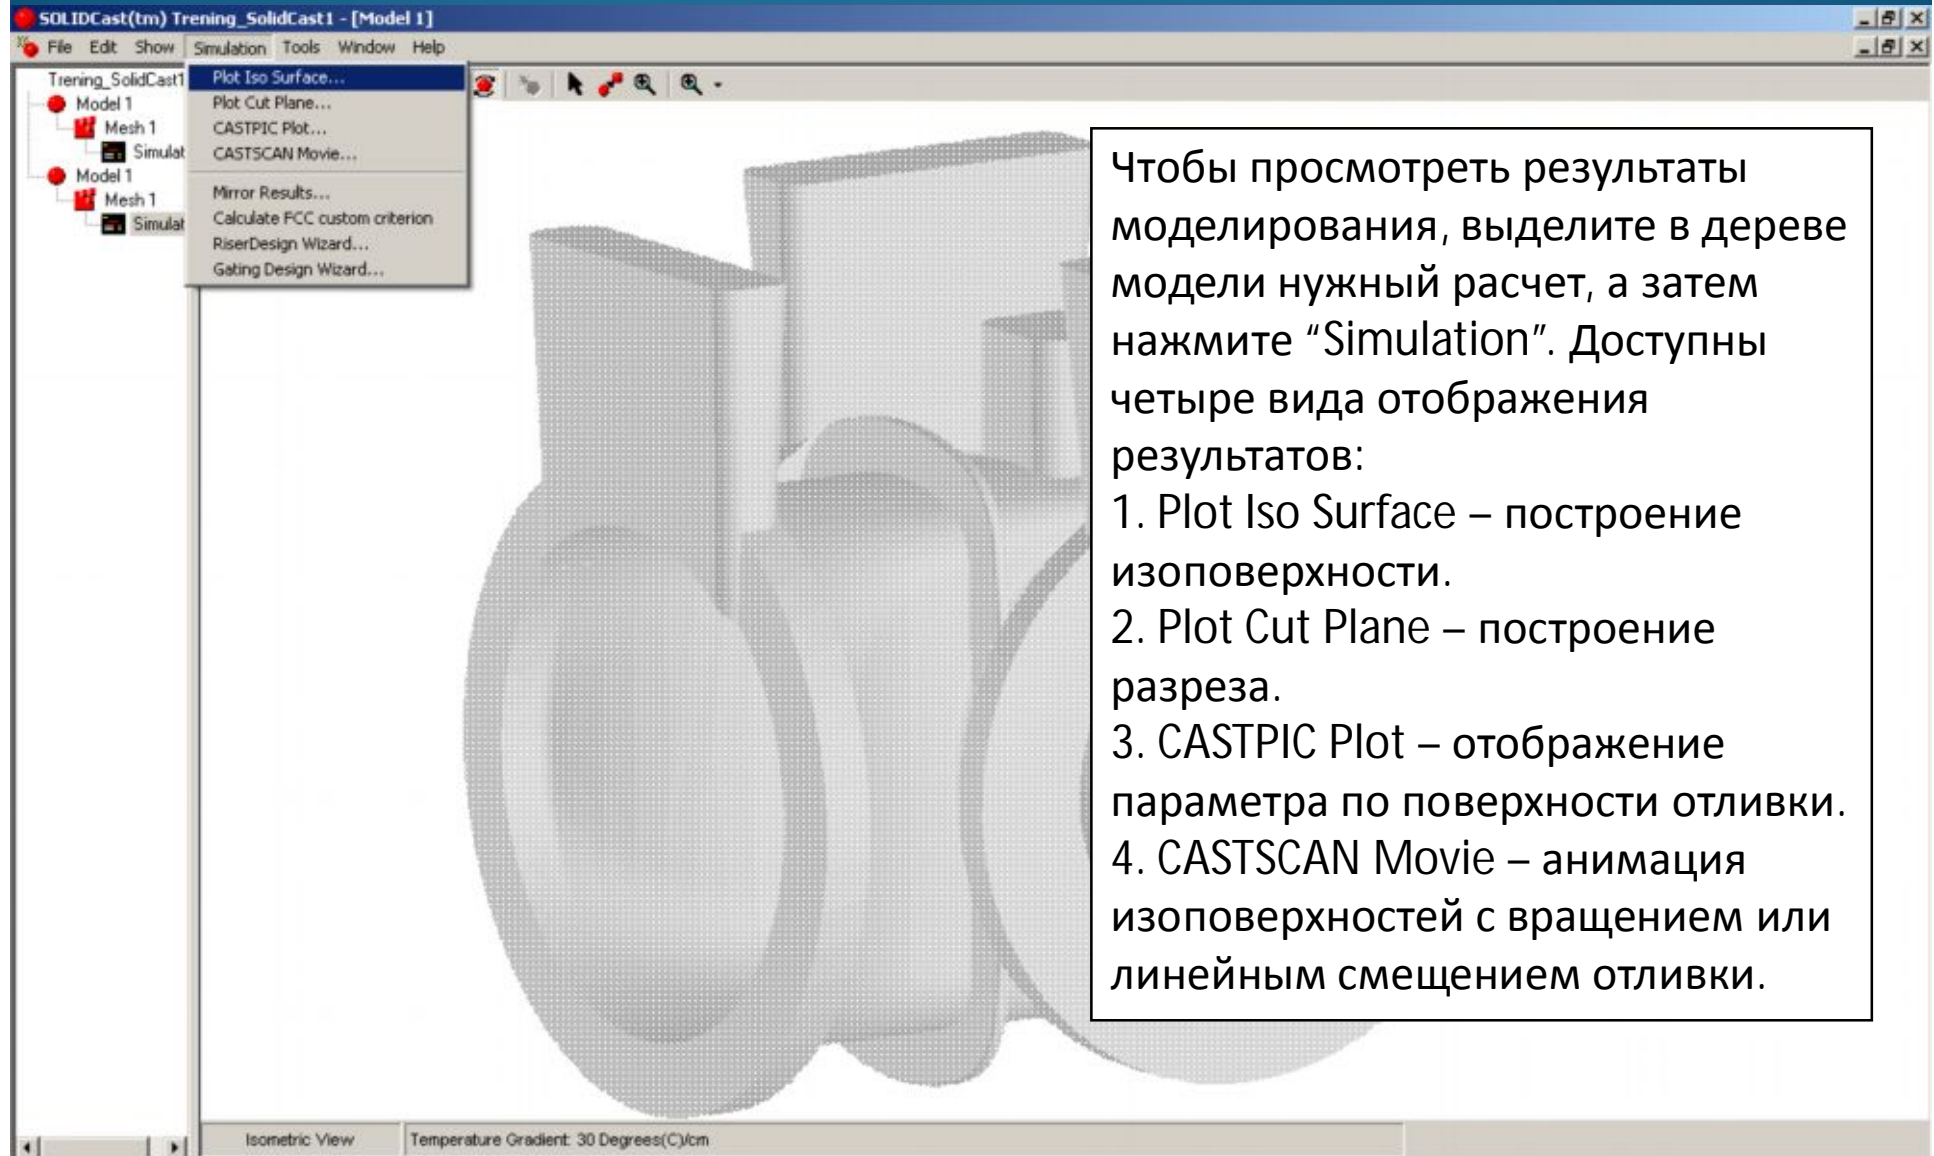 SOLIDCast(tm) Trening_SolidCast1 - [Model 1]
File Edit Show Simulation Tools Window Help
Trening_SolidCast1
Model 1
Mesh 1
Simulat
Model 1
Mesh 1
Simulat
Plot Iso Surface...
Plot Cut Plane...
CASTPIC Plot...
CASTSCAN Movie...
Mirror Results...
Calculate FCC custom criterion
RiserDesign Wizard...
Gating Design Wizard...
Чтобы просмотреть результаты
моделирования, выделите в дереве
модели нужный расчет, а затем
нажмите “Simulation”. Доступны
четыре вида отображения
результатов:
1. Plot Iso Surface – построение
изоповерхности.
2. Plot Cut Plane – построение
разреза.
3. CASTPIC Plot – отображение
параметра по поверхности отливки.
4. CASTSCAN Movie – анимация
изоповерхностей с вращением или
линейным смещением отливки.
Isometric View
Temperature Gradient: 30 Degrees(C)/cm